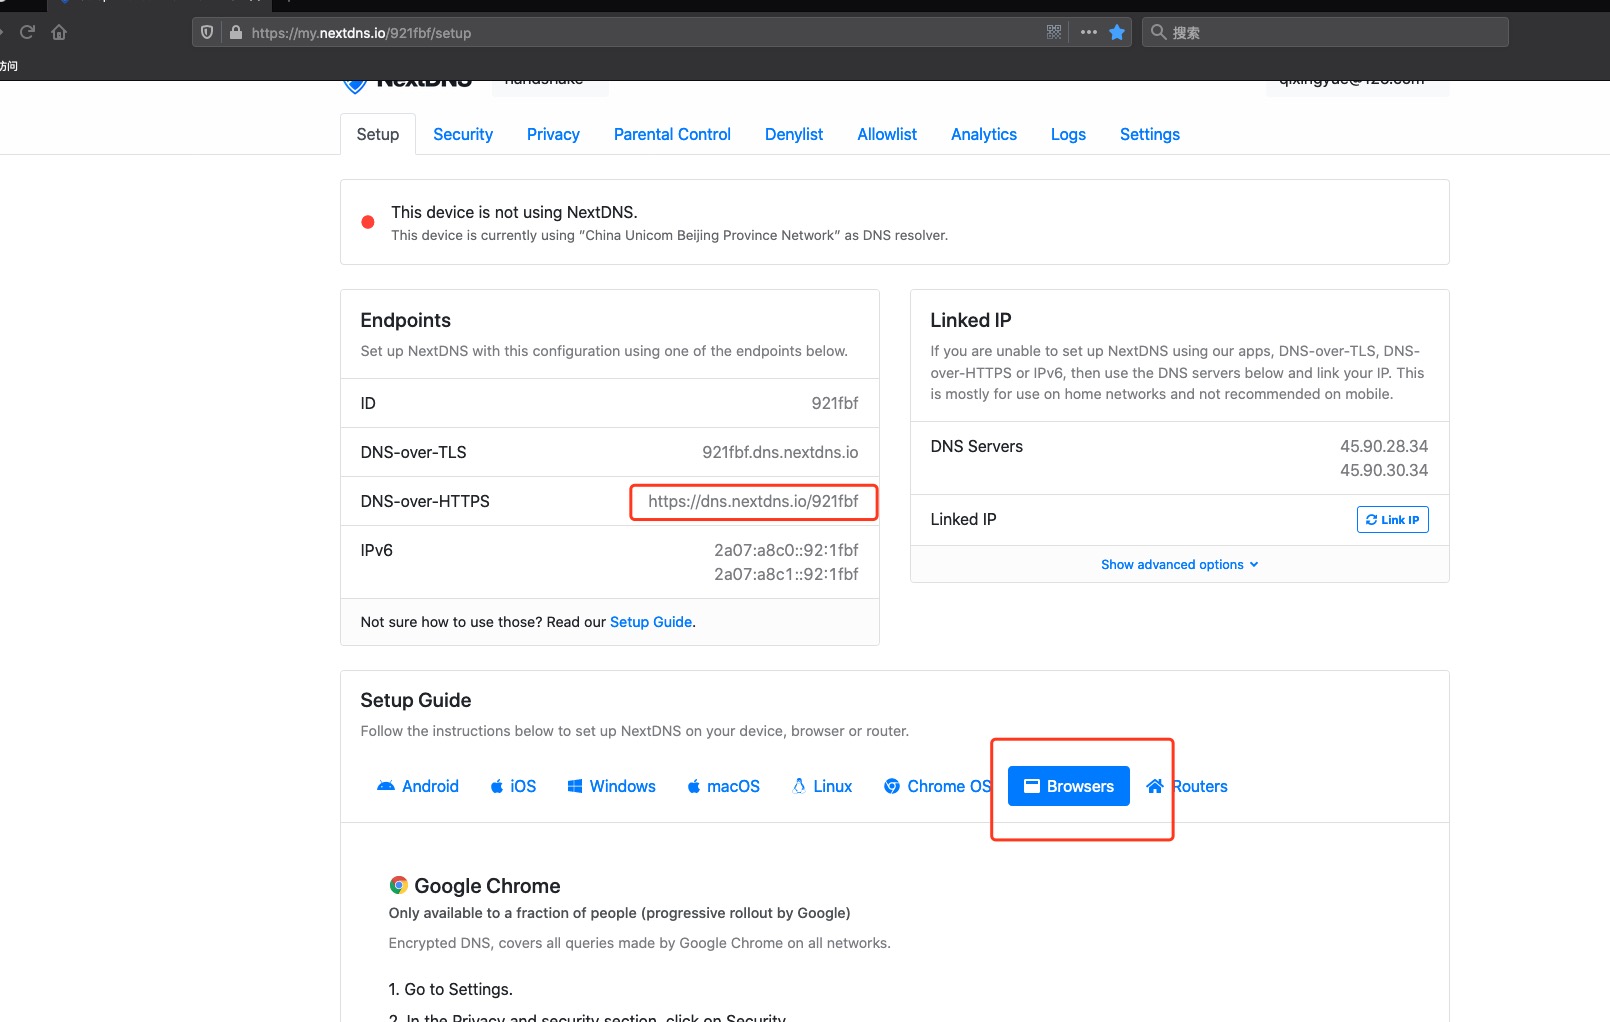 https://my.nextdns.io/921fbf/setup
搜索
访问
NextDNS
handshake
Setup
Security
Privacy
Parental Control
Denylist
Allowlist
Analytics
Logs
Settings
This device is not using NextDNS.
This device is currently using “China Unicom Beijing Province Network” as DNS resolver.
Endpoints
Set up NextDNS with this configuration using one of the endpoints below.
ID
921fbf
DNS-over-TLS
921fbf.dns.nextdns.io
DNS-over-HTTPS
https://dns.nextdns.io/921fbf
IPv6
2a07:a8c0::92:1fbf
2a07:a8c1::92:1fbf
Not sure how to use those? Read our Setup Guide.
Linked IP
If you are unable to set up NextDNS using our apps, DNS-over-TLS, DNS-
over-HTTPS or IPv6, then use the DNS servers below and link your IP. This
is mostly for use on home networks and not recommended on mobile.
DNS Servers
45.90.28.34
45.90.30.34
Linked IP
Link IP
Show advanced options
Setup Guide
Follow the instructions below to set up NextDNS on your device, browser or router.
Android
iOS
Windows
macOS
Linux
Chrome OS
Browsers
Routers
Google Chrome
Only available to a fraction of people (progressive rollout by Google)
Encrypted DNS, covers all queries made by Google Chrome on all networks.
1. Go to Settings.
2. In the Privacy and security section, click on Security.